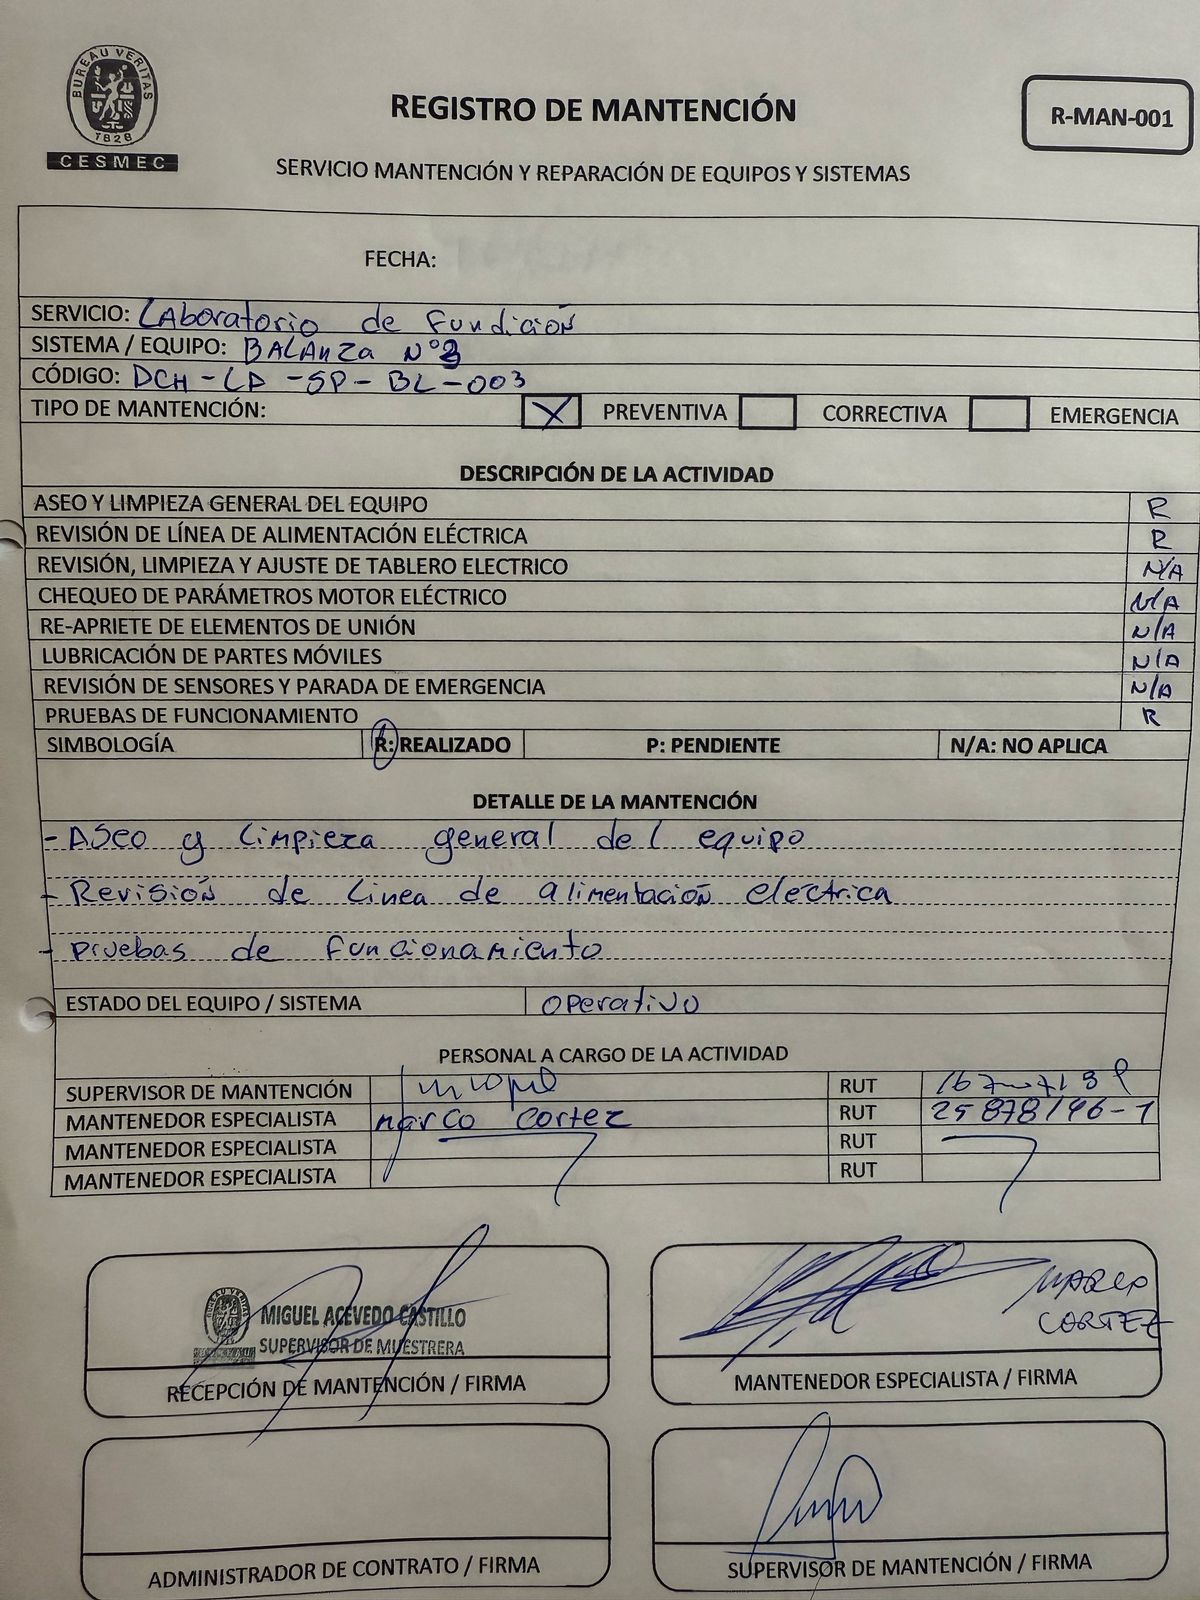 BUREAU VERITAS
1828
CESMEC
REGISTRO DE MANTENCIÓN
R-MAN-001
SERVICIO MANTENCIÓN Y REPARACIÓN DE EQUIPOS Y SISTEMAS
FECHA:
SERVICIO: Laboratorio de Fundición
SISTEMA / EQUIPO: BALANZA N°3
CÓDIGO: DCH-LA-SP-BL-003
TIPO DE MANTENCIÓN: X PREVENTIVA CORRECTIVA EMERGENCIA
DESCRIPCIÓN DE LA ACTIVIDAD
ASEO Y LIMPIEZA GENERAL DEL EQUIPO R
REVISIÓN DE LÍNEA DE ALIMENTACIÓN ELÉCTRICA R
REVISIÓN, LIMPIEZA Y AJUSTE DE TABLERO ELECTRICO N/A
CHEQUEO DE PARÁMETROS MOTOR ELÉCTRICO N/A
RE-APRIETE DE ELEMENTOS DE UNIÓN N/A
LUBRICACIÓN DE PARTES MÓVILES N/A
REVISIÓN DE SENSORES Y PARADA DE EMERGENCIA N/A
PRUEBAS DE FUNCIONAMIENTO R
SIMBOLOGÍA R: REALIZADO P: PENDIENTE N/A: NO APLICA
DETALLE DE LA MANTENCIÓN
- Aseo y limpieza general del equipo
- Revisión de linea de alimentación electrica
- Pruebas de funcionamiento
ESTADO DEL EQUIPO / SISTEMA operativo
PERSONAL A CARGO DE LA ACTIVIDAD
SUPERVISOR DE MANTENCIÓN RUT
MANTENEDOR ESPECIALISTA Marco Cortez RUT 25878146-1
MANTENEDOR ESPECIALISTA RUT
MANTENEDOR ESPECIALISTA RUT
BUREAU VERITAS
MIGUEL ACEVEDO CASTILLO
SUPERVISOR DE MUESTRERA
RECEPCIÓN DE MANTENCIÓN / FIRMA
MARCO
CORTEZ
MANTENEDOR ESPECIALISTA / FIRMA
ADMINISTRADOR DE CONTRATO / FIRMA
SUPERVISOR DE MANTENCIÓN / FIRMA